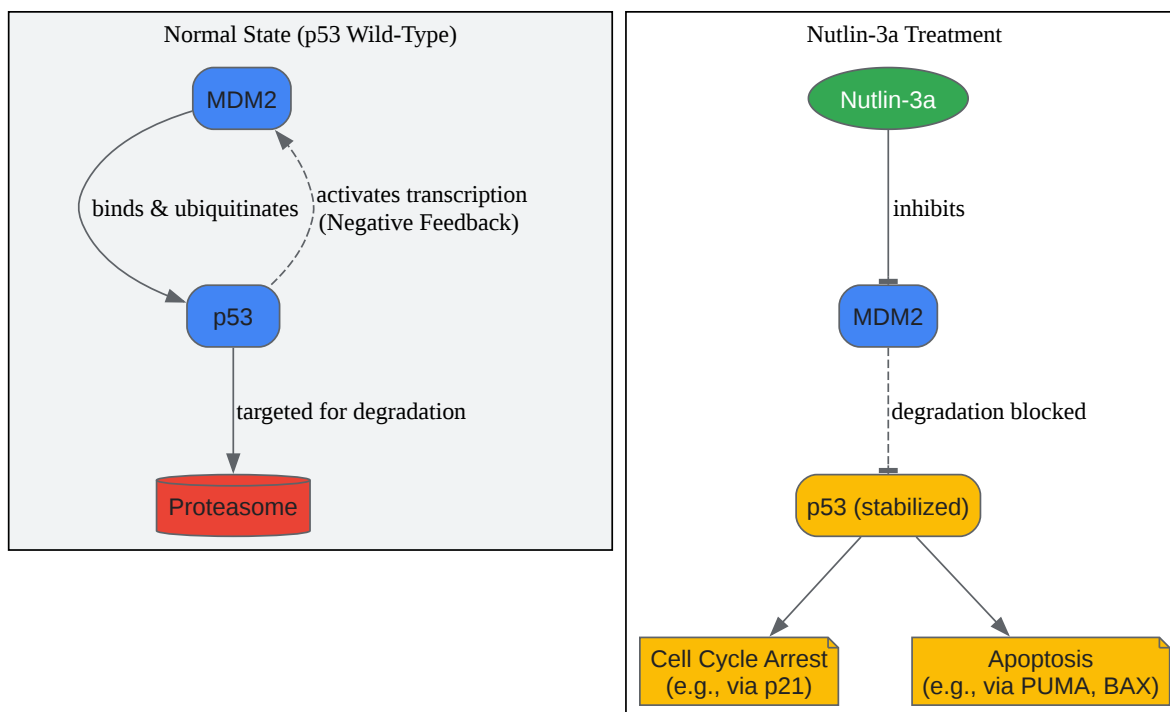 Normal State (p53 Wild-Type)
MDM2
binds & ubiquitinates
activates transcription
(Negative Feedback)
p53
targeted for degradation
Proteasome
Nutlin-3a Treatment
Nutlin-3a
inhibits
MDM2
degradation blocked
p53 (stabilized)
Cell Cycle Arrest
(e.g., via p21)
Apoptosis
(e.g., via PUMA, BAX)